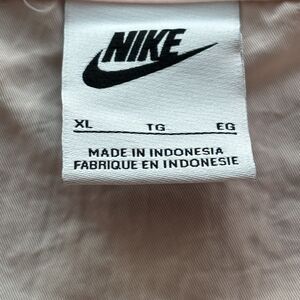 NIKE
XL TG EG
MADE IN INDONESIA
FABRIQUE EN INDONESIE